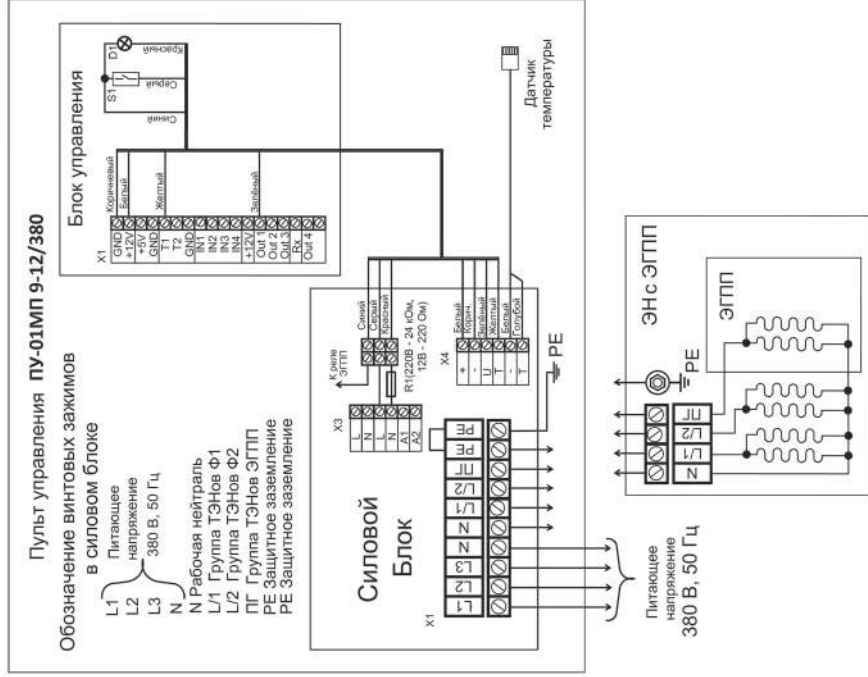 Пульт управления ПУ-01МП 9-12/380
Обозначение винтовых зажимов
в силовом блоке
L1
L2
L3
N
Питающее
напряжение
380 В, 50 Гц
N Рабочая нейтраль
L/1 Группа ТЭНов Ф1
L/2 Группа ТЭНов Ф2
ПГ Группа ТЭНов ЭГПП
PE Защитное заземление
PE Защитное заземление
Блок управления
D1
S1
Красный
Серый
Синий
Коричневый
Белый
Желтый
Зелёный
X1
GND
+12V
+5V
GND
T1
T2
GND
IN1
IN2
IN3
IN4
+12V
Out 1
Out 2
Out 3
Rx
Out 4
Датчик
температуры
Силовой
Блок
К реле
ЭГПП
Синий
Серый
Красный
R1(220В - 24 кОм,
12В - 220 Ом)
X3
L
N
L
N
A1
A2
X4
+
-
U
T
-
T
Белый
Корич.
Зелёный
Желтый
Белый
Голубой
X1
L1
L2
L3
N
N
L/1
L/2
ПГ
PE
PE
PE
Питающее
напряжение
380 В, 50 Гц
ЭН с ЭГПП
ЭГПП
N
L/1
L/2
ПГ
PE